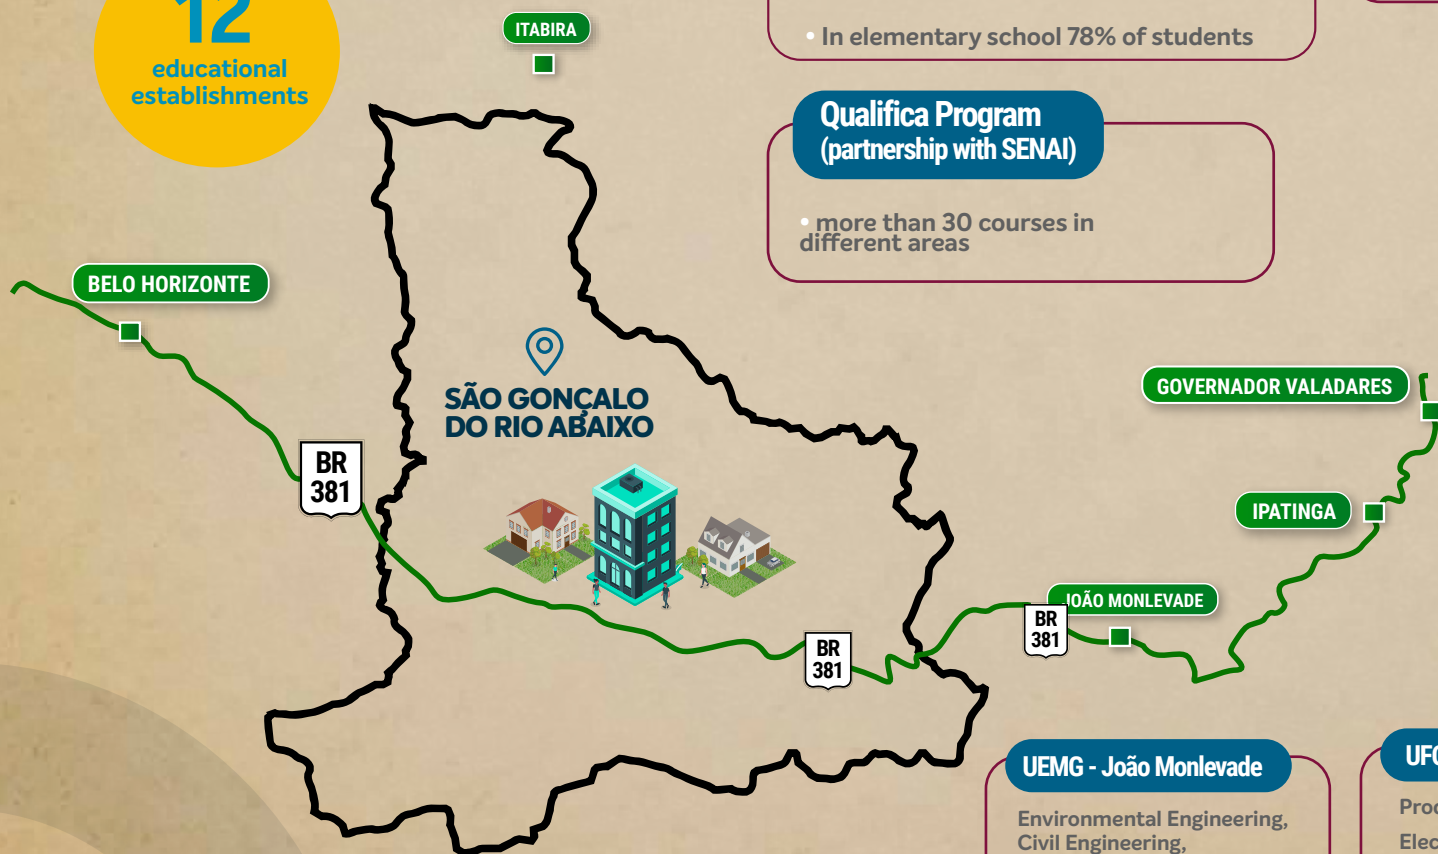 12
educational
establishments
ITABIRA
• In elementary school 78% of students
Qualifica Program
(partnership with SENAI)
• more than 30 courses in
different areas
BELO HORIZONTE
SÃO GONÇALO
DO RIO ABAIXO
GOVERNADOR VALADARES
BR
381
IPATINGA
JOÃO MONLEVADE
BR
381
BR
381
UEMG - João Monlevade
Environmental Engineering,
Civil Engineering,